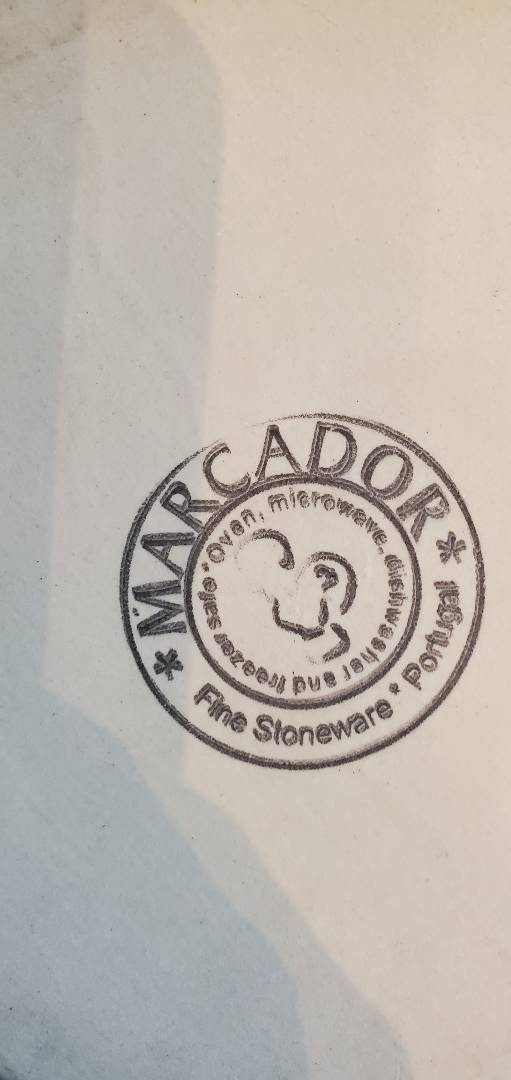 * MARCADOR *
Fine Stoneware * Portugal
* Oven, microwave, dishwasher and freezer safe